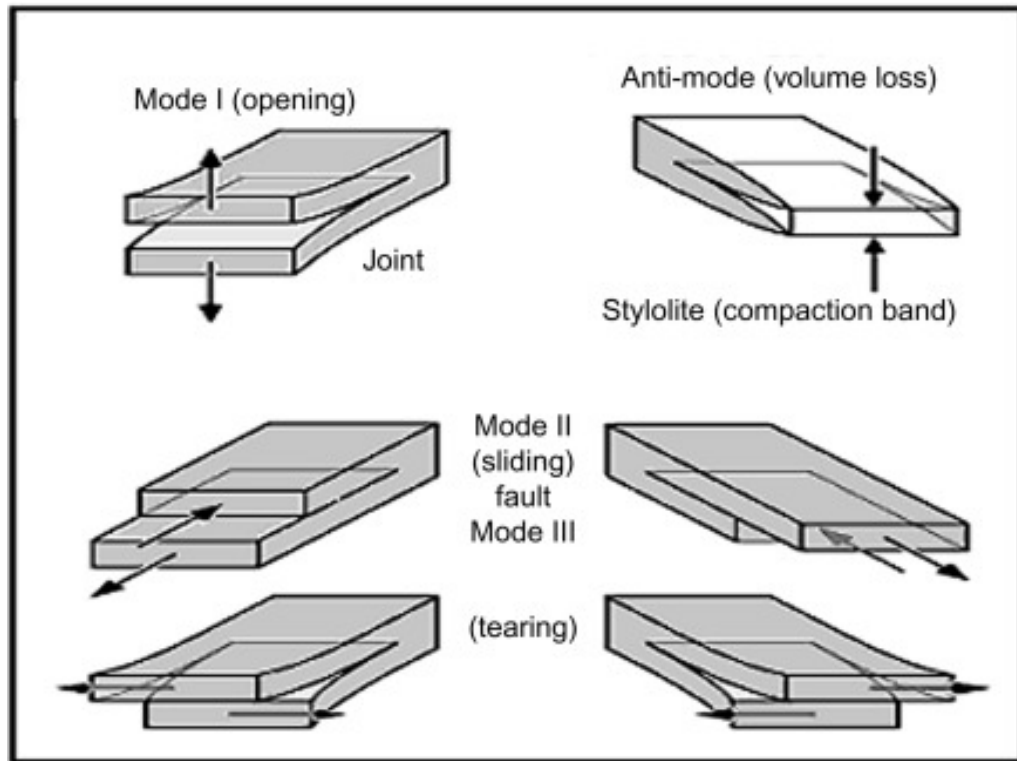 Mode I (opening)
Anti-mode (volume loss)
Joint
Stylolite (compaction band)
Mode II
(sliding)
fault
Mode III
(tearing)